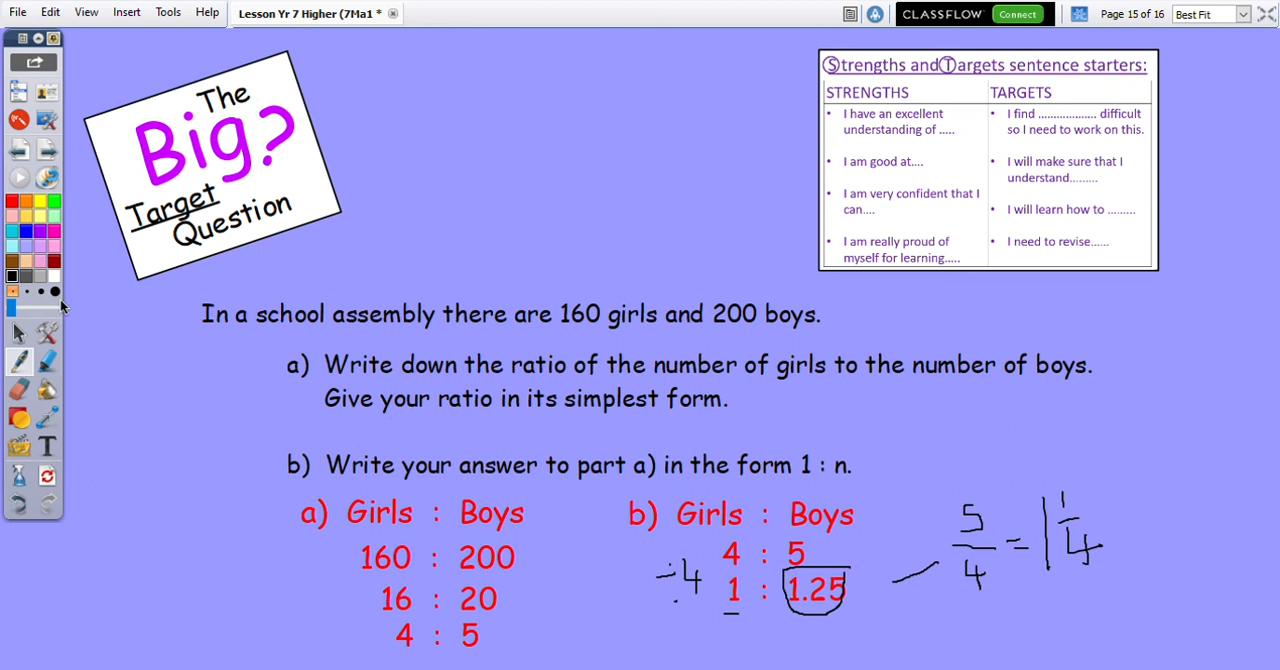 File Edit View Insert Tools Help Lesson Yr 7 Higher (7Ma1 * CLASSFLOW Connect Page 15 of 16 Best Fit
The
Big?
Target
Question
Strengths and Targets sentence starters:
STRENGTHS
• I have an excellent
understanding of .....
• I am good at....
• I am very confident that I
can....
• I am really proud of
myself for learning.....
TARGETS
• I find .................. difficult
so I need to work on this.
• I will make sure that I
understand.........
• I will learn how to ........
• I need to revise......
In a school assembly there are 160 girls and 200 boys.
a) Write down the ratio of the number of girls to the number of boys.
Give your ratio in its simplest form.
b) Write your answer to part a) in the form 1 : n.
a) Girls : Boys
160 : 200
16 : 20
4 : 5
b) Girls : Boys
4 : 5
÷4 1 : 1.25
5/4 = 1 1/4
T